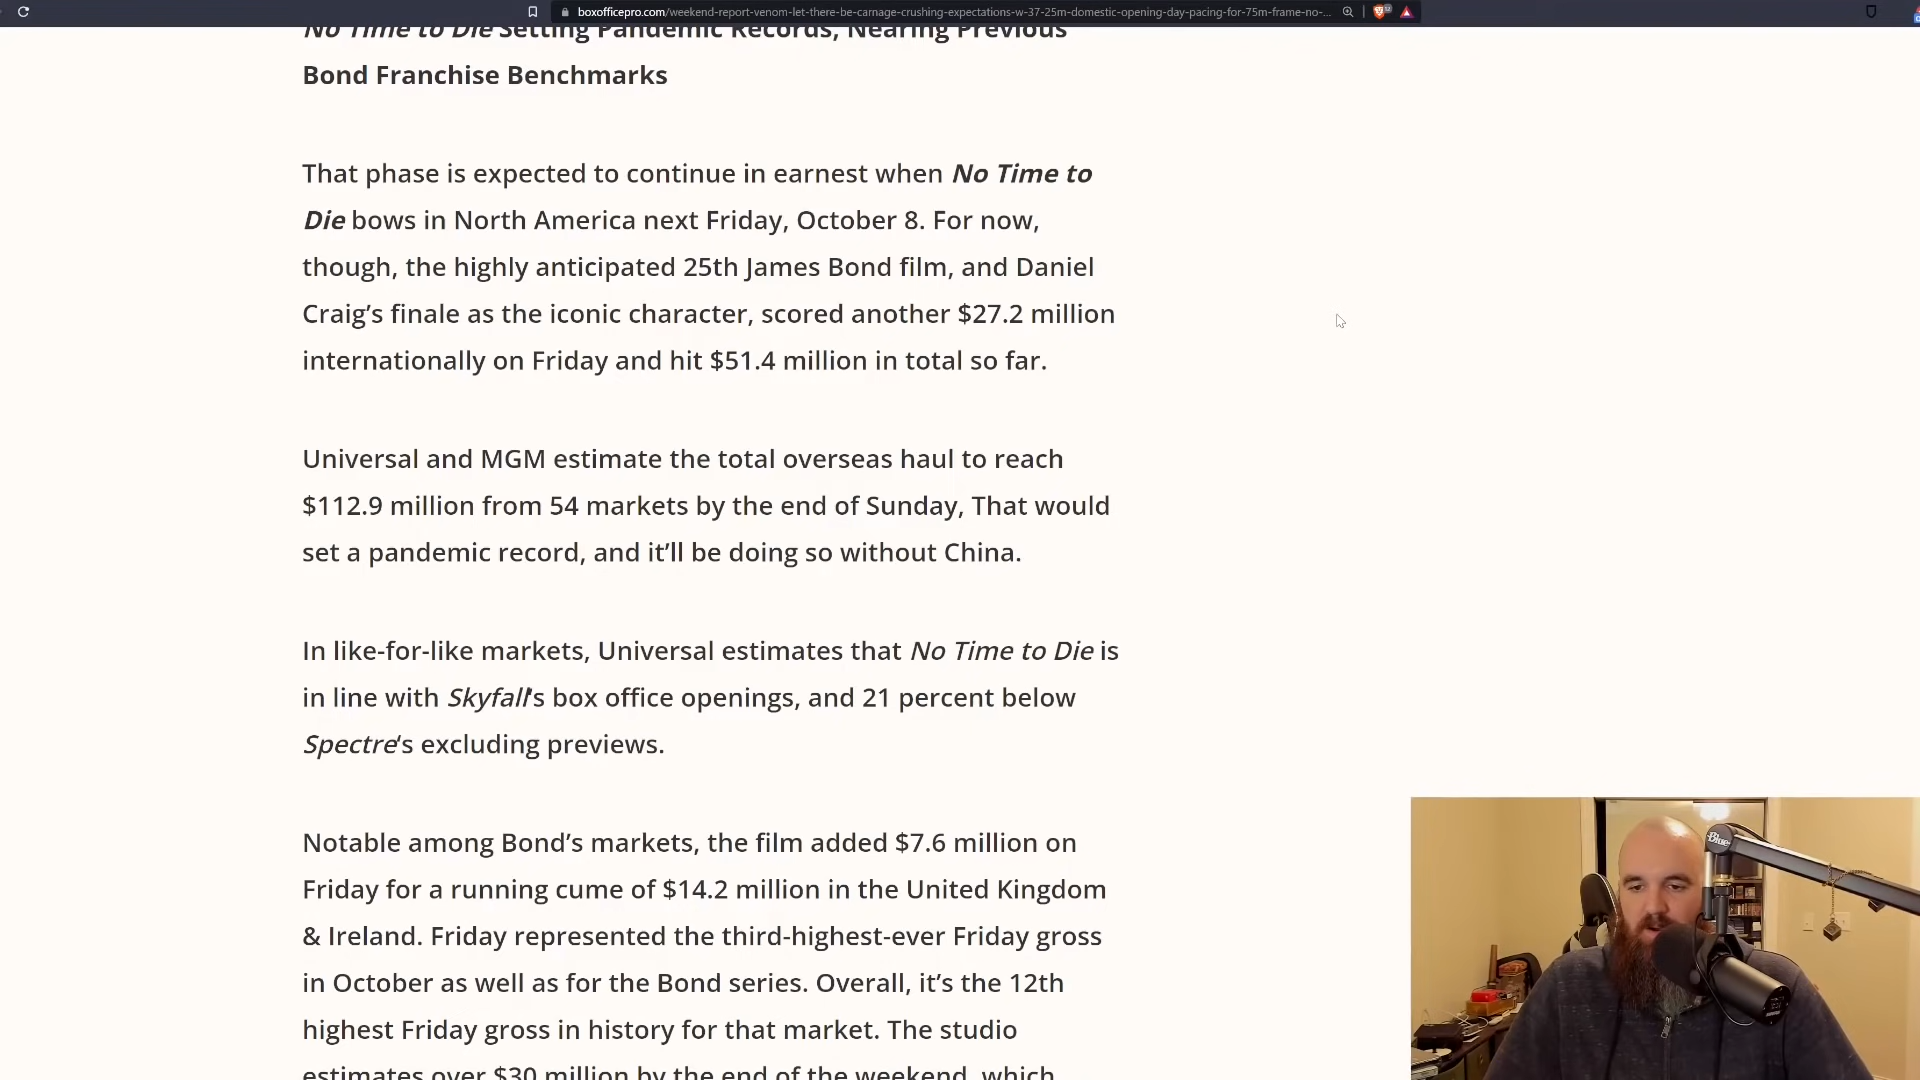 boxofficepro.com/weekend-report-venom-let-there-be-carnage-crushing-expectations-w-37-25m-domestic-opening-day-pacing-for-75m-frame-no-...
No Time to Die Setting Pandemic Records, Nearing Previous
Bond Franchise Benchmarks
That phase is expected to continue in earnest when No Time to
Die bows in North America next Friday, October 8. For now,
though, the highly anticipated 25th James Bond film, and Daniel
Craig’s finale as the iconic character, scored another $27.2 million
internationally on Friday and hit $51.4 million in total so far.
Universal and MGM estimate the total overseas haul to reach
$112.9 million from 54 markets by the end of Sunday, That would
set a pandemic record, and it’ll be doing so without China.
In like-for-like markets, Universal estimates that No Time to Die is
in line with Skyfall’s box office openings, and 21 percent below
Spectre’s excluding previews.
Notable among Bond’s markets, the film added $7.6 million on
Friday for a running cume of $14.2 million in the United Kingdom
& Ireland. Friday represented the third-highest-ever Friday gross
in October as well as for the Bond series. Overall, it’s the 12th
highest Friday gross in history for that market. The studio
estimates over $30 million by the end of the weekend, which
Blue